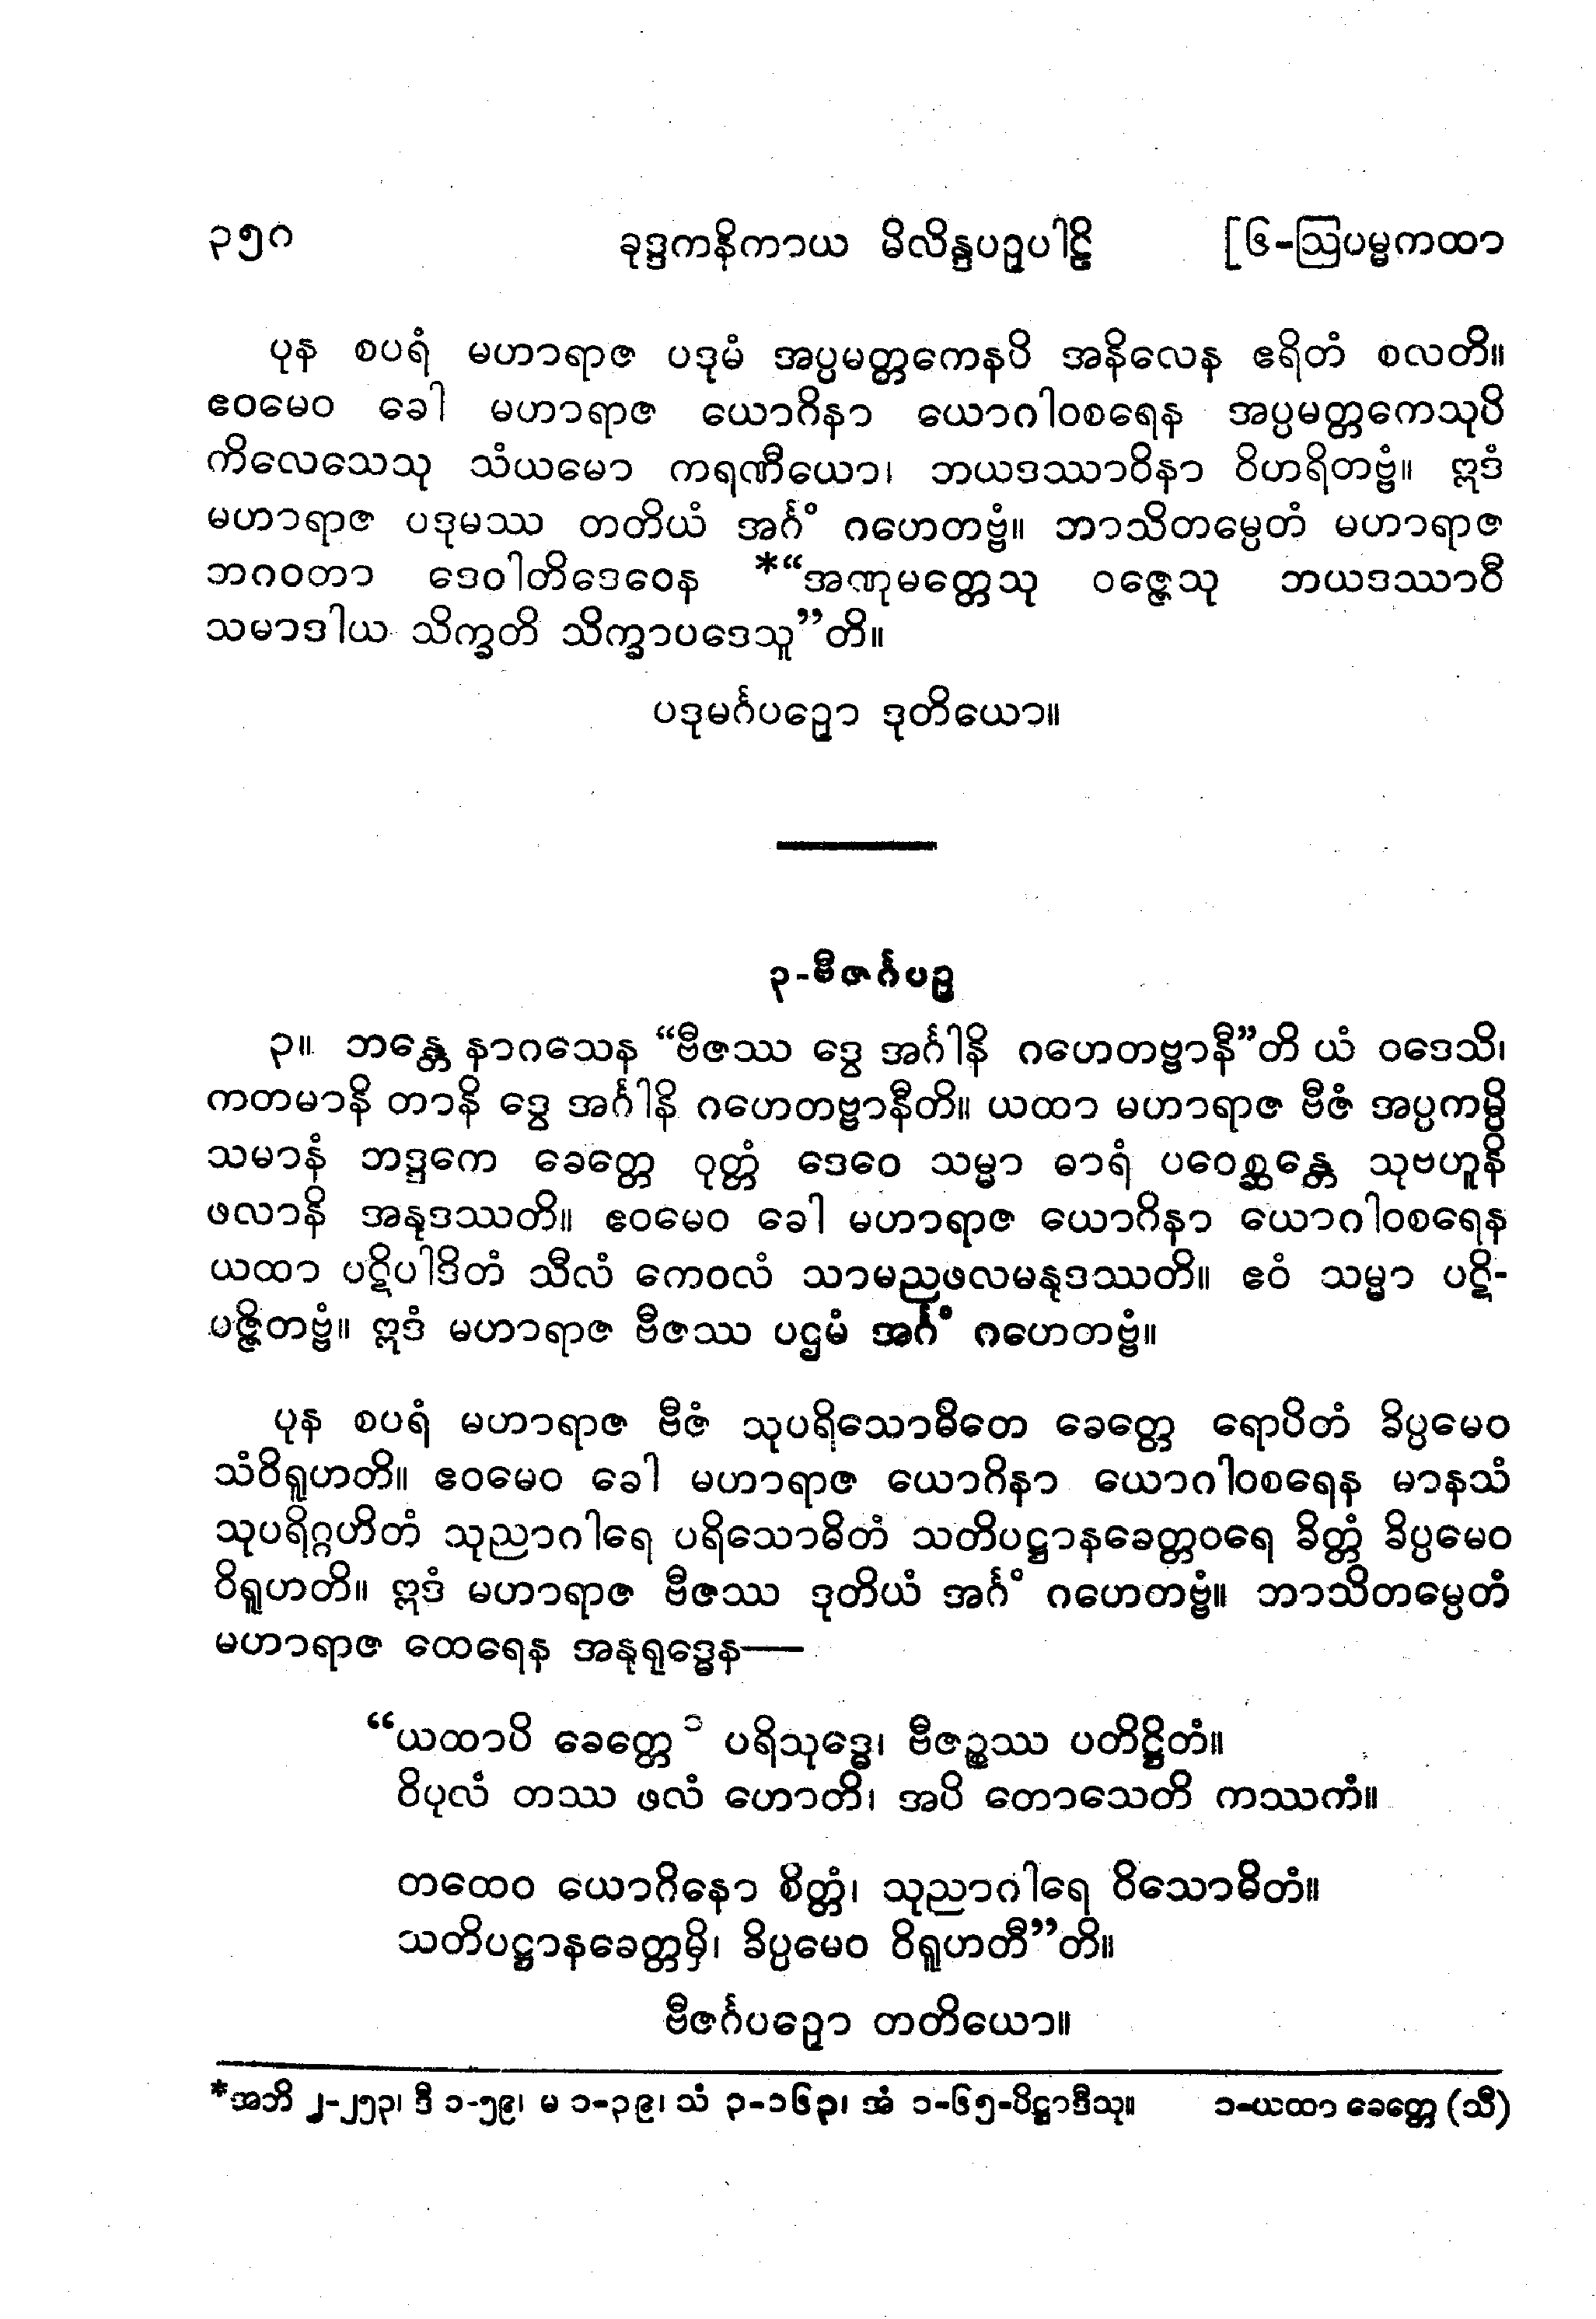 ၃၅၀ ခုဒ္ဒကနိကာယ မိလိန္ဒပဉှပါဠိ [၆-ဩပမ္မကထာ
ပုန စပရံ မဟာရာဇ ပဒုမံ အပ္ပမတ္တကေနပိ အနိလေန ဧရိတံ စလတိ။
ဧဝမေဝ ခေါ မဟာရာဇ ယောဂိနာ ယောဂါဝစရေန အပ္ပမတ္တကေသုပိ
ကိလေသေသု သံယမော ကရဏီယော၊ ဘယဒဿာဝိနာ ဝိဟရိတဗ္ဗံ။ ဣဒံ
မဟာရာဇ ပဒုမဿ တတိယံ အင်္ဂံ ဂဟေတဗ္ဗံ။ ဘာသိတမ္ပေတံ မဟာရာဇ
ဘဂဝတာ ဒေဝါတိဒေဝေန *“အဏုမတ္တေသု ဝဇ္ဇေသု ဘယဒဿာဝီ
သမာဒါယ သိက္ခတိ သိက္ခာပဒေသူ”တိ။
ပဒုမင်္ဂပဉှော ဒုတိယော။
၃-ဗီဇင်္ဂပဉှ
၃။ ဘန္တေ နာဂသေန “ဗီဇဿ ဒွေ အင်္ဂါနိ ဂဟေတဗ္ဗာနီ”တိ ယံ ဝဒေသိ၊
ကတမာနိ တာနိ ဒွေ အင်္ဂါနိ ဂဟေတဗ္ဗာနီတိ။ ယထာ မဟာရာဇ ဗီဇံ အပ္ပကမ္ပိ
သမာနံ ဘဒ္ဒကေ ခေတ္တေ ဝုတ္တံ ဒေဝေ သမ္မာ ဓာရံ ပဝေစ္ဆန္တေ သုဗဟူနိ
ဖလာနိ အနုဒဿတိ။ ဧဝမေဝ ခေါ မဟာရာဇ ယောဂိနာ ယောဂါဝစရေန
ယထာ ပဋိပါဒိတံ သီလံ ကေဝလံ သာမညဖလမနုဒဿတိ။ ဧဝံ သမ္မာ ပဋိ-
ပဇ္ဇိတဗ္ဗံ။ ဣဒံ မဟာရာဇ ဗီဇဿ ပဌမံ အင်္ဂံ ဂဟေတဗ္ဗံ။
ပုန စပရံ မဟာရာဇ ဗီဇံ သုပရိသောဓိတေ ခေတ္တေ ရောပိတံ ခိပ္ပမေဝ
သံဝိရူဟတိ။ ဧဝမေဝ ခေါ မဟာရာဇ ယောဂိနာ ယောဂါဝစရေန မာနသံ
သုပရိဂ္ဂဟိတံ သုညာဂါရေ ပရိသောဓိတံ သတိပဋ္ဌာနခေတ္တဝရေ ခိတ္တံ ခိပ္ပမေဝ
ဝိရူဟတိ။ ဣဒံ မဟာရာဇ ဗီဇဿ ဒုတိယံ အင်္ဂံ ဂဟေတဗ္ဗံ။ ဘာသိတမ္ပေတံ
မဟာရာဇ ထေရေန အနုရုဒ္ဓေန—
“ယထာပိ ခေတ္တေ ၁ ပရိသုဒ္ဓေ၊ ဗီဇဉ္စဿ ပတိဋ္ဌိတံ။
ဝိပုလံ တဿ ဖလံ ဟောတိ၊ အပိ တောသေတိ ကဿကံ။
တထေဝ ယောဂိနော စိတ္တံ၊ သုညာဂါရေ ဝိသောဓိတံ။
သတိပဋ္ဌာနခေတ္တမှိ၊ ခိပ္ပမေဝ ဝိရူဟတီ”တိ။
ဗီဇင်္ဂပဉှော တတိယော။
*အဘိ ၂-၂၅၃၊ ဒီ ၁-၅၉၊ မ ၁-၃၉၊ သံ ၃-၁၆၃၊ အံ ၁-၆၅-ပိဋ္ဌာဒီသု။ ၁-ယထာ ခေတ္တေ (သီ)